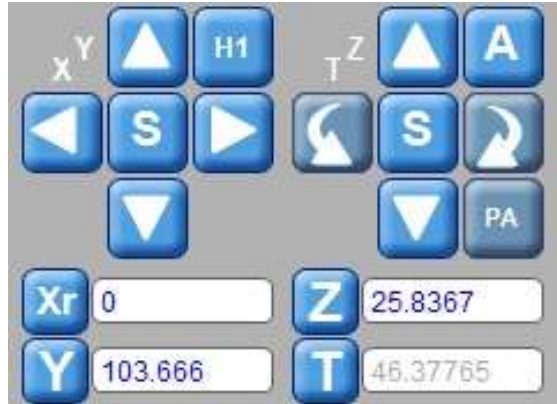 X Y H1 T Z A
S S
PA
Xr 0 Z 25.8367
Y 103.666 T 46.37765